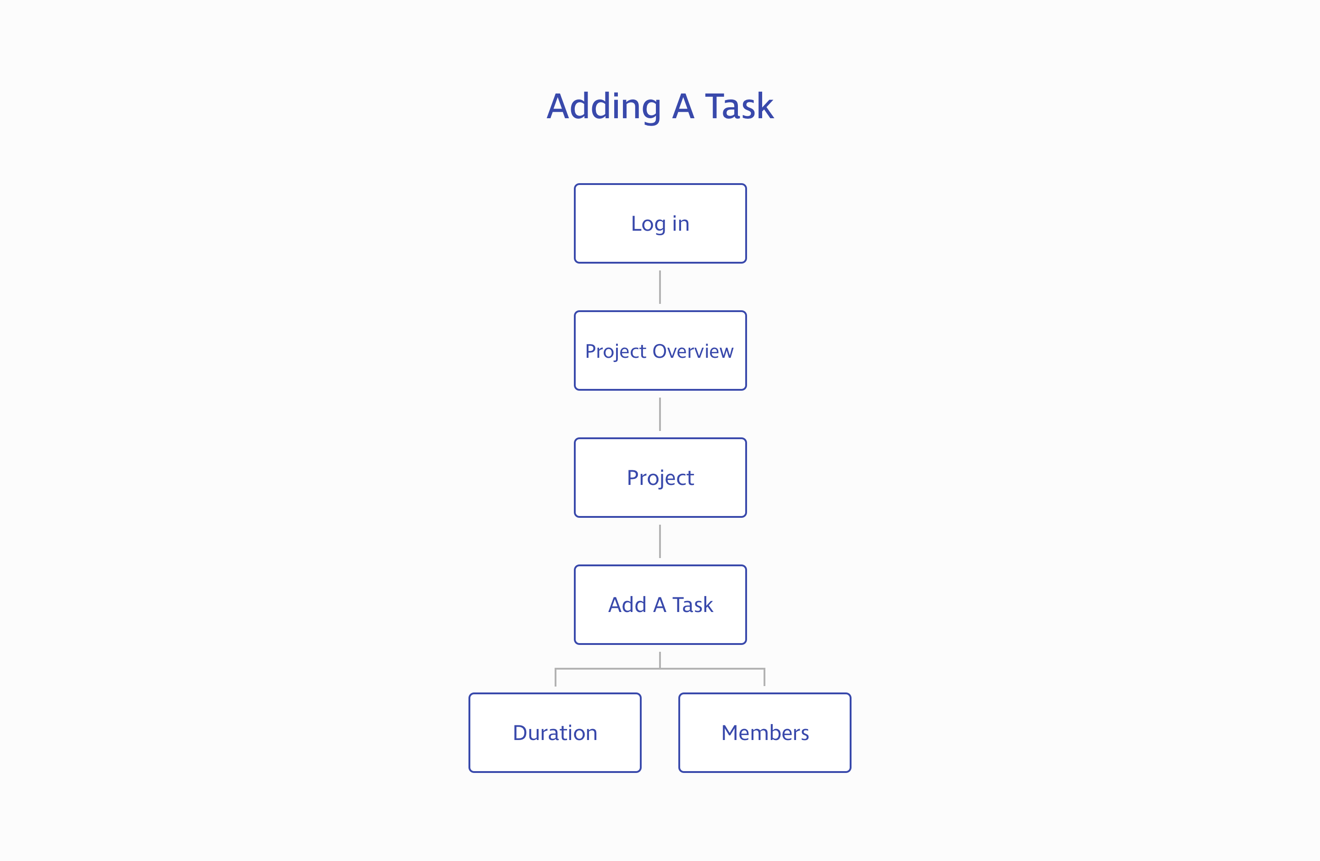 Adding A Task
Log in
Project Overview
Project
Add A Task
Duration
Members